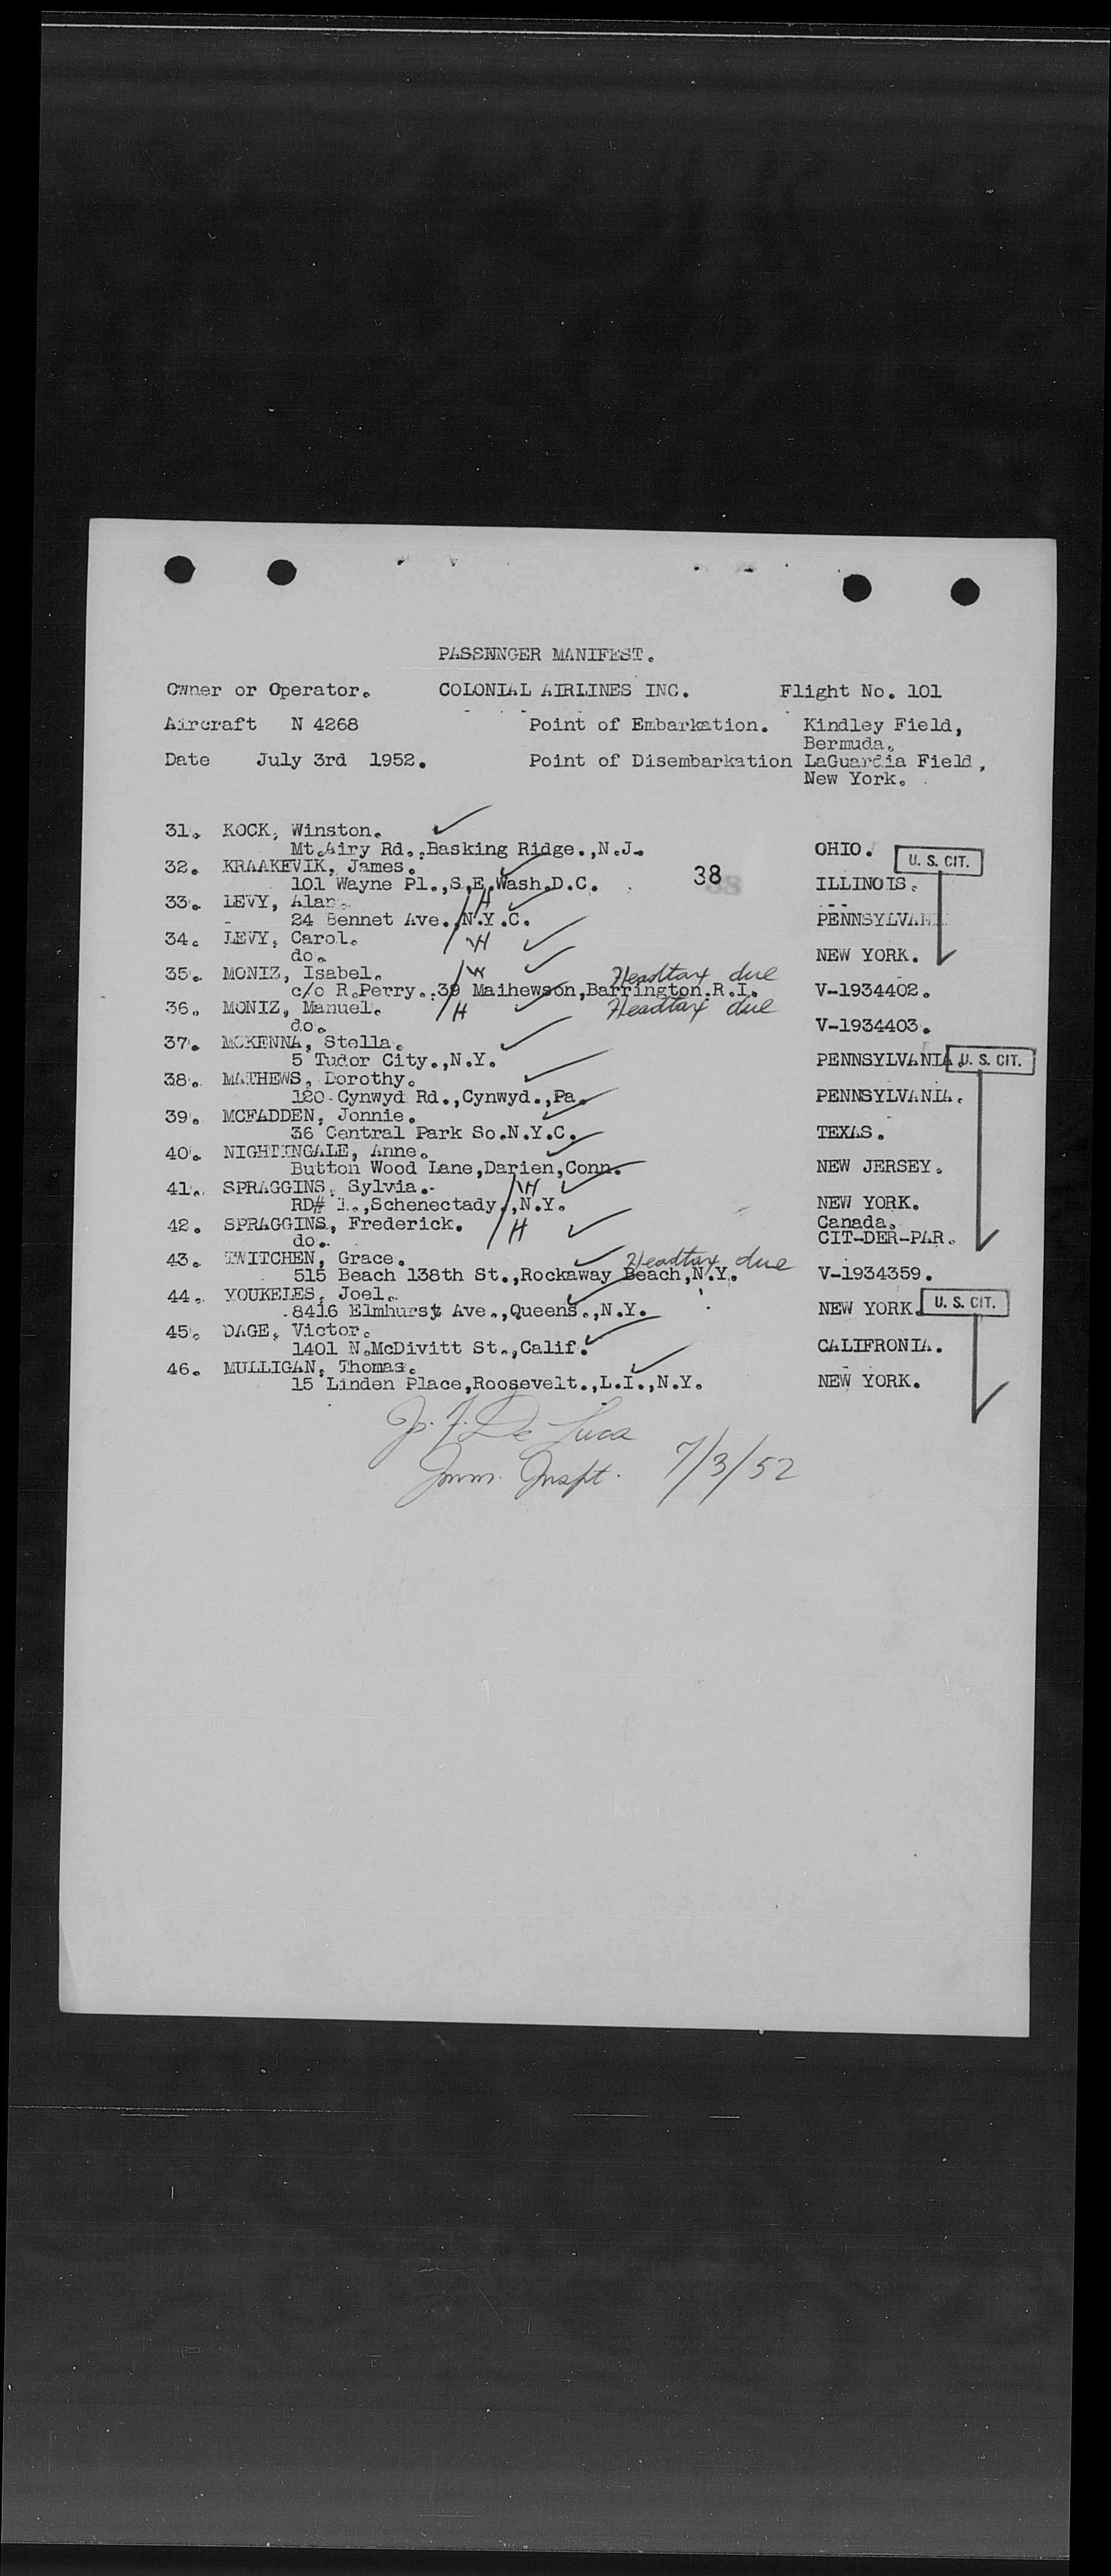 PASSENGER MANIFEST.
Owner or Operator. COLONIAL AIRLINES INC. Flight No. 101
Aircraft N 4268 Point of Embarkation. Kindley Field,
Bermuda.
Date July 3rd 1952. Point of Disembarkation LaGuardia Field,
New York.
31. KOCK, Winston.
Mt.Airy Rd.,Basking Ridge.,N.J. OHIO.
U. S. CIT.
32. KRAAKEVIK, James.
101 Wayne Pl.,S.E.Wash.D.C. 38 ILLINOIS.
33. LEVY, Alan. H
24 Bennet Ave.,N.Y.C. PENNSYLVANI
34. LEVY, Carol. W
do. NEW YORK.
35. MONIZ, Isabel. W Headtax due
c/o R.Perry.,39 Maihewson,Barrington.R.I. V-1934402.
36. MONIZ, Manuel. H Headtax due
do. V-1934403.
37. MCKENNA, Stella.
5 Tudor City.,N.Y. PENNSYLVANIA. U. S. CIT.
38. MATHEWS, Dorothy.
120 Cynwyd Rd.,Cynwyd.,Pa. PENNSYLVANIA.
39. MCFADDEN, Jonnie.
36 Central Park So.N.Y.C. TEXAS.
40. NIGHTINGALE, Anne.
Button Wood Lane,Darien,Conn. NEW JERSEY.
41. SPRAGGINS, Sylvia. W
RD# 1.,Schenectady.,N.Y. NEW YORK.
42. SPRAGGINS, Frederick. H Canada.
do. CIT-DER-PAR.
43. TWITCHEN, Grace. Headtax due
515 Beach 138th St.,Rockaway Beach,N.Y. V-1934359.
44. YOUKELES, Joel.
8416 Elmhurst Ave.,Queens.,N.Y. NEW YORK. U. S. CIT.
45. DAGE, Victor.
1401 N.McDivitt St.,Calif. CALIFRONIA.
46. MULLIGAN, Thomas.
15 Linden Place,Roosevelt.,L.I.,N.Y. NEW YORK.
De Luca
Imm. Inspt. 7/3/52